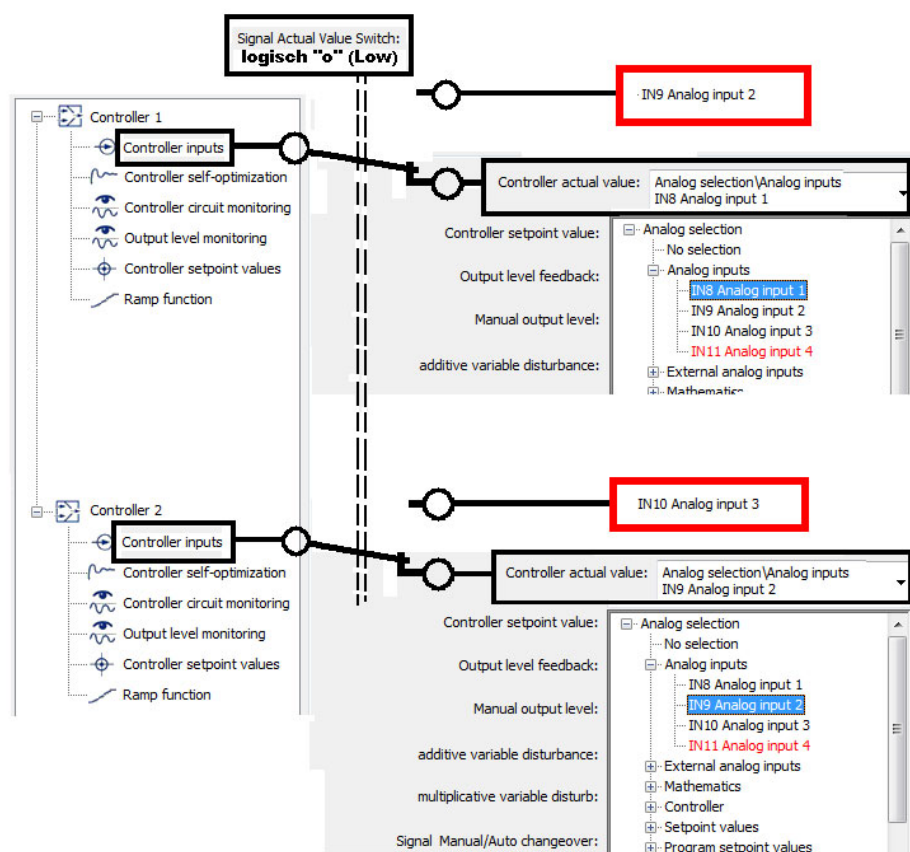 Signal Actual Value Switch:
logisch "o" (Low)
IN9 Analog input 2
Controller 1
Controller inputs
Controller self-optimization
Controller circuit monitoring
Output level monitoring
Controller setpoint values
Ramp function
Controller actual value:
Analog selection\Analog inputs
IN8 Analog input 1
Controller setpoint value:
Output level feedback:
Manual output level:
additive variable disturbance:
Analog selection
No selection
Analog inputs
IN8 Analog input 1
IN9 Analog input 2
IN10 Analog input 3
IN11 Analog input 4
External analog inputs
Mathematics
IN10 Analog input 3
Controller 2
Controller inputs
Controller self-optimization
Controller circuit monitoring
Output level monitoring
Controller setpoint values
Ramp function
Controller actual value:
Analog selection\Analog inputs
IN9 Analog input 2
Controller setpoint value:
Output level feedback:
Manual output level:
additive variable disturbance:
multiplicative variable disturb:
Signal Manual/Auto changeover:
Analog selection
No selection
Analog inputs
IN8 Analog input 1
IN9 Analog input 2
IN10 Analog input 3
IN11 Analog input 4
External analog inputs
Mathematics
Controller
Setpoint values
Program setpoint values